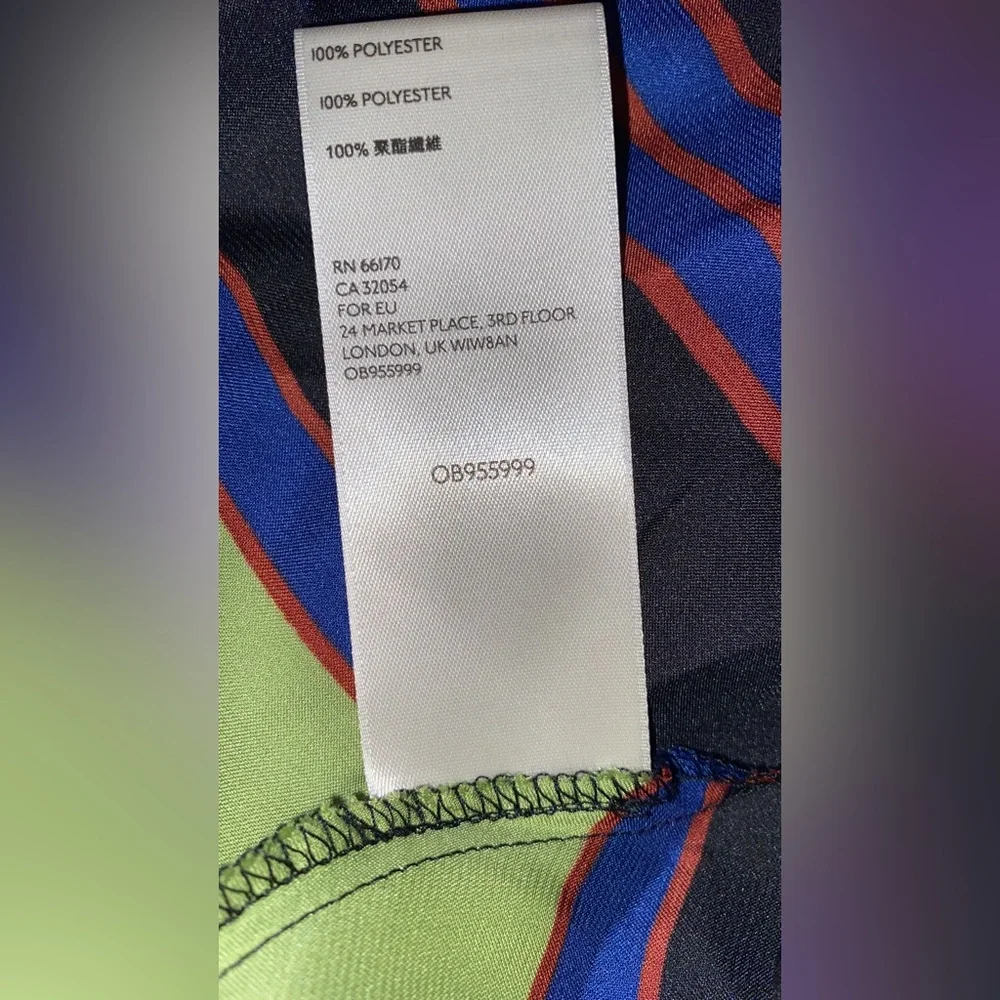 100% POLYESTER
100% POLYESTER
100% 聚酯纖維
RN 66170
CA 32054
FOR EU
24 MARKET PLACE, 3RD FLOOR
LONDON, UK W1W8AN
OB955999
OB955999